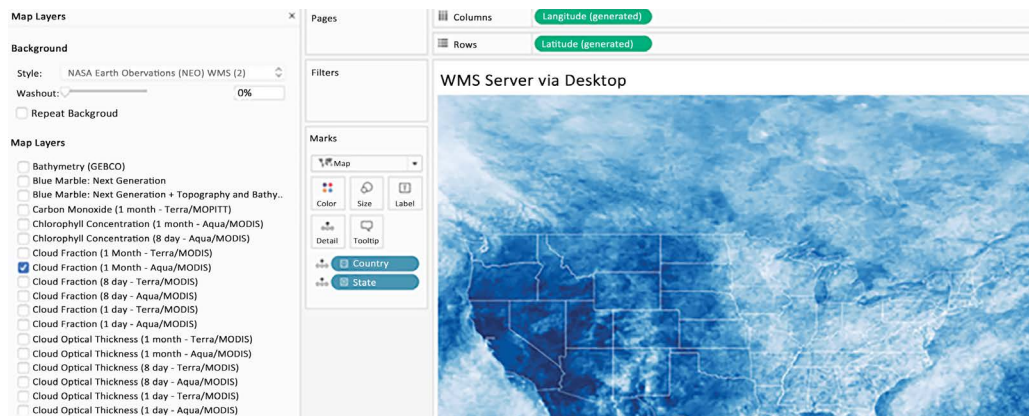 Map Layers
Background
Style: NASA Earth Obervations (NEO) WMS (2)
Washout: 0%
Repeat Backgroud
Map Layers
Bathymetry (GEBCO)
Blue Marble: Next Generation
Blue Marble: Next Generation + Topography and Bathy..
Carbon Monoxide (1 month - Terra/MOPITT)
Chlorophyll Concentration (1 month - Aqua/MODIS)
Chlorophyll Concentration (8 day - Aqua/MODIS)
Cloud Fraction (1 Month - Terra/MODIS)
Cloud Fraction (1 Month - Aqua/MODIS)
Cloud Fraction (8 day - Terra/MODIS)
Cloud Fraction (8 day - Aqua/MODIS)
Cloud Fraction (1 day - Terra/MODIS)
Cloud Fraction (1 day - Aqua/MODIS)
Cloud Optical Thickness (1 month - Terra/MODIS)
Cloud Optical Thickness (1 month - Aqua/MODIS)
Cloud Optical Thickness (8 day - Terra/MODIS)
Cloud Optical Thickness (8 day - Aqua/MODIS)
Cloud Optical Thickness (1 day - Terra/MODIS)
Cloud Optical Thickness (1 day - Aqua/MODIS)
Pages
Filters
Marks
Map
Color Size Label
Detail Tooltip
Country
State
Columns Langitude (generated)
Rows Latitude (generated)
WMS Server via Desktop